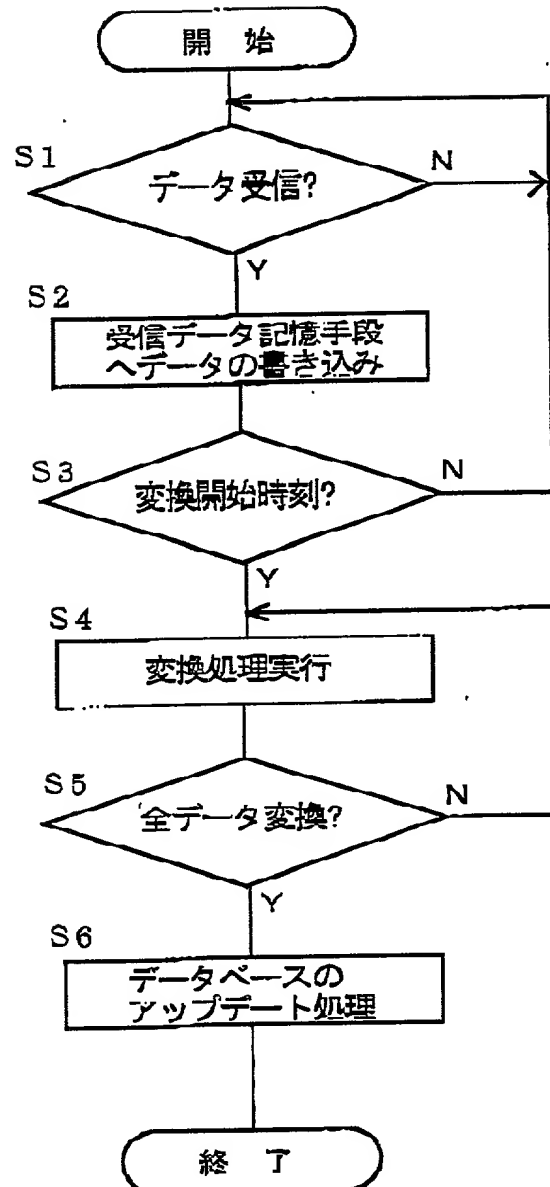 開 始
S1
データ受信?
N
Y
S2
受信データ記憶手段
へデータの書き込み
S3
変換開始時刻?
N
Y
S4
変換処理実行
S5
全データ変換?
N
Y
S6
データベースの
アップデート処理
終 了